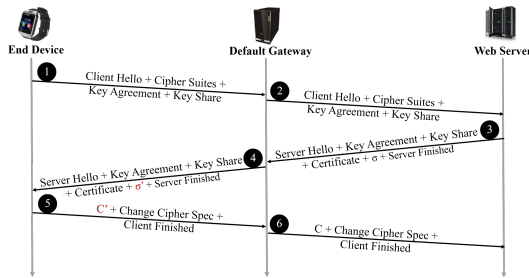 End Device
Default Gateway
Web Server
1
Client Hello + Cipher Suites +
Key Agreement + Key Share
2
Client Hello + Cipher Suites +
Key Agreement + Key Share
3
Server Hello + Key Agreement + Key Share
+ Certificate + σ + Server Finished
4
Server Hello + Key Agreement + Key Share
+ Certificate + σ' + Server Finished
5
C' + Change Cipher Spec +
Client Finished
6
C + Change Cipher Spec +
Client Finished